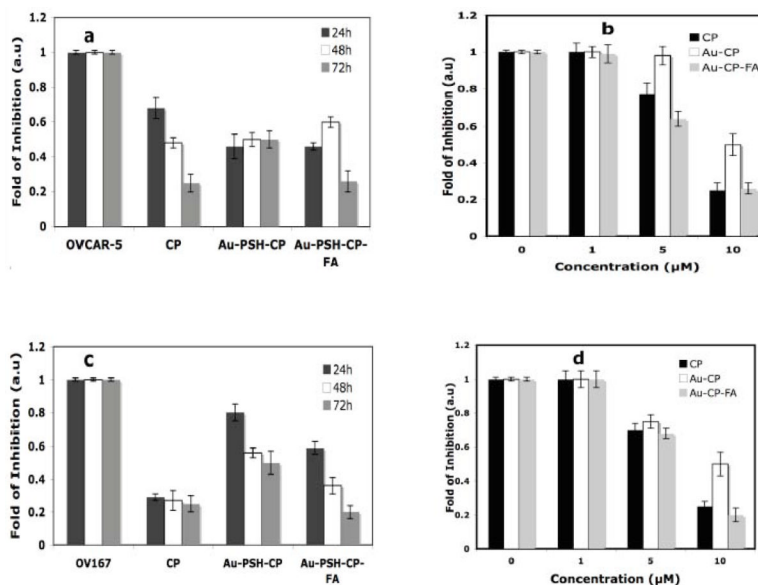 a
24h
48h
72h
Fold of Inhibition (a.u)
1.2
1
0.8
0.6
0.4
0.2
0
OVCAR-5 CP Au-PSH-CP Au-PSH-CP-
FA
b
CP
Au-CP
Au-CP-FA
Fold of Inhibition (a.u)
1.2
1
0.8
0.6
0.4
0.2
0
0 1 5 10
Concentration (µM)
c
24h
48h
72h
Fold of Inhibition (a.u)
1.2
1
0.8
0.6
0.4
0.2
0
OV167 CP Au-PSH-CP Au-PSH-CP-
FA
d
CP
Au-CP
Au-CP-FA
Fold of Inhibition (a.u)
1.2
1
0.8
0.6
0.4
0.2
0
0 1 5 10
Concentration (µM)